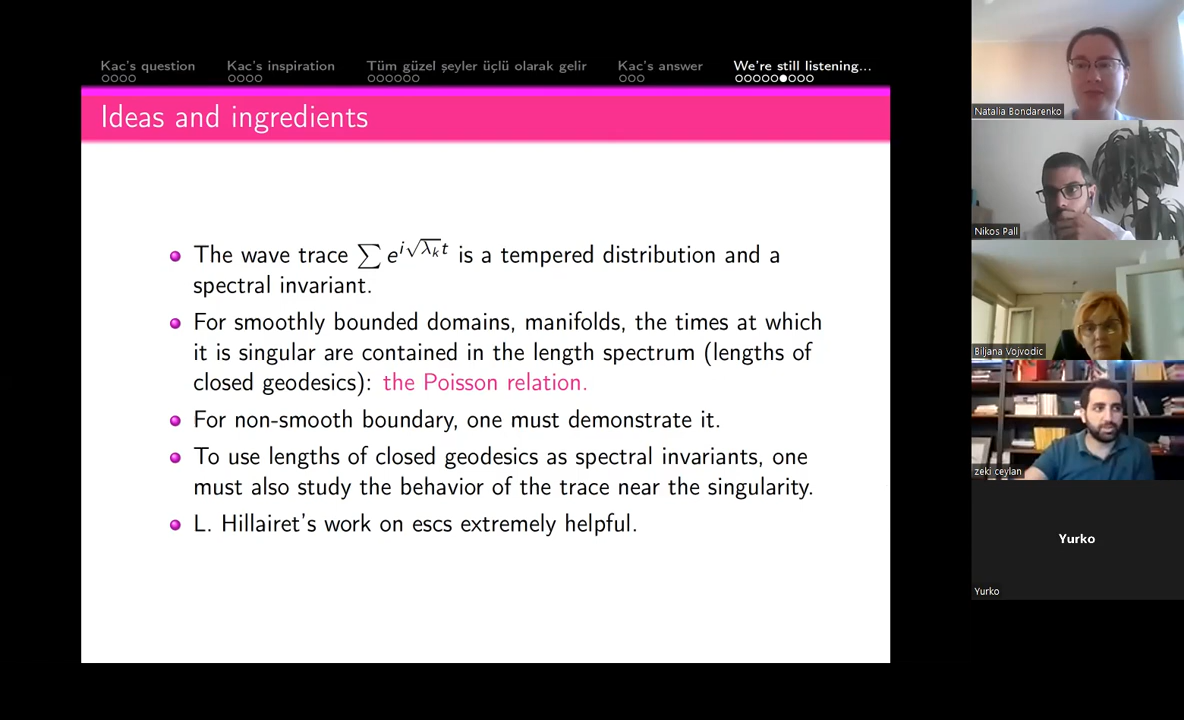 Kac's question Kac's inspiration Tüm güzel şeyler üçlü olarak gelir Kac's answer We're still listening...
Ideas and ingredients
The wave trace ∑ e^{i√λ_k t} is a tempered distribution and a
spectral invariant.
For smoothly bounded domains, manifolds, the times at which
it is singular are contained in the length spectrum (lengths of
closed geodesics): the Poisson relation.
For non-smooth boundary, one must demonstrate it.
To use lengths of closed geodesics as spectral invariants, one
must also study the behavior of the trace near the singularity.
L. Hillairet's work on escs extremely helpful.
Natalia Bondarenko
Nikos Pall
Biljana Vojvodic
zeki ceylan
Yurko
Yurko